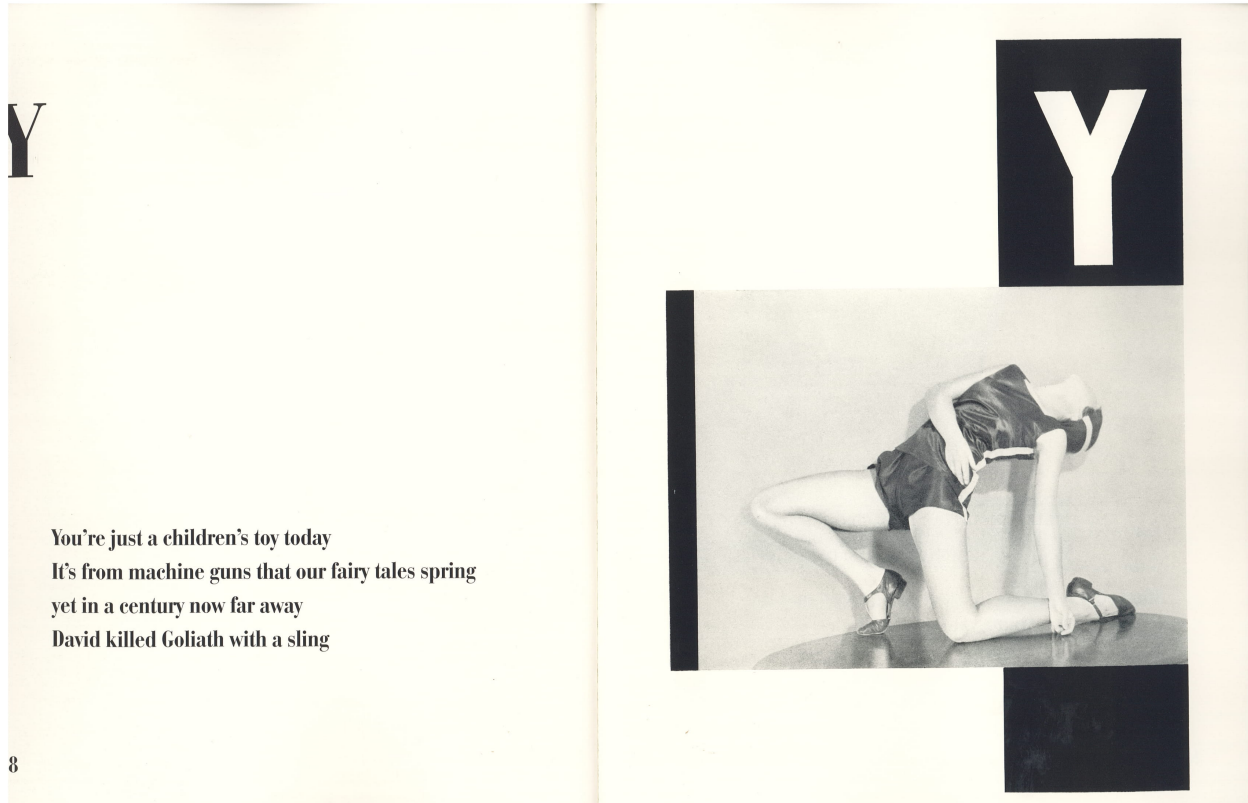 Y
You're just a children's toy today
It's from machine guns that our fairy tales spring
yet in a century now far away
David killed Goliath with a sling
8
Y